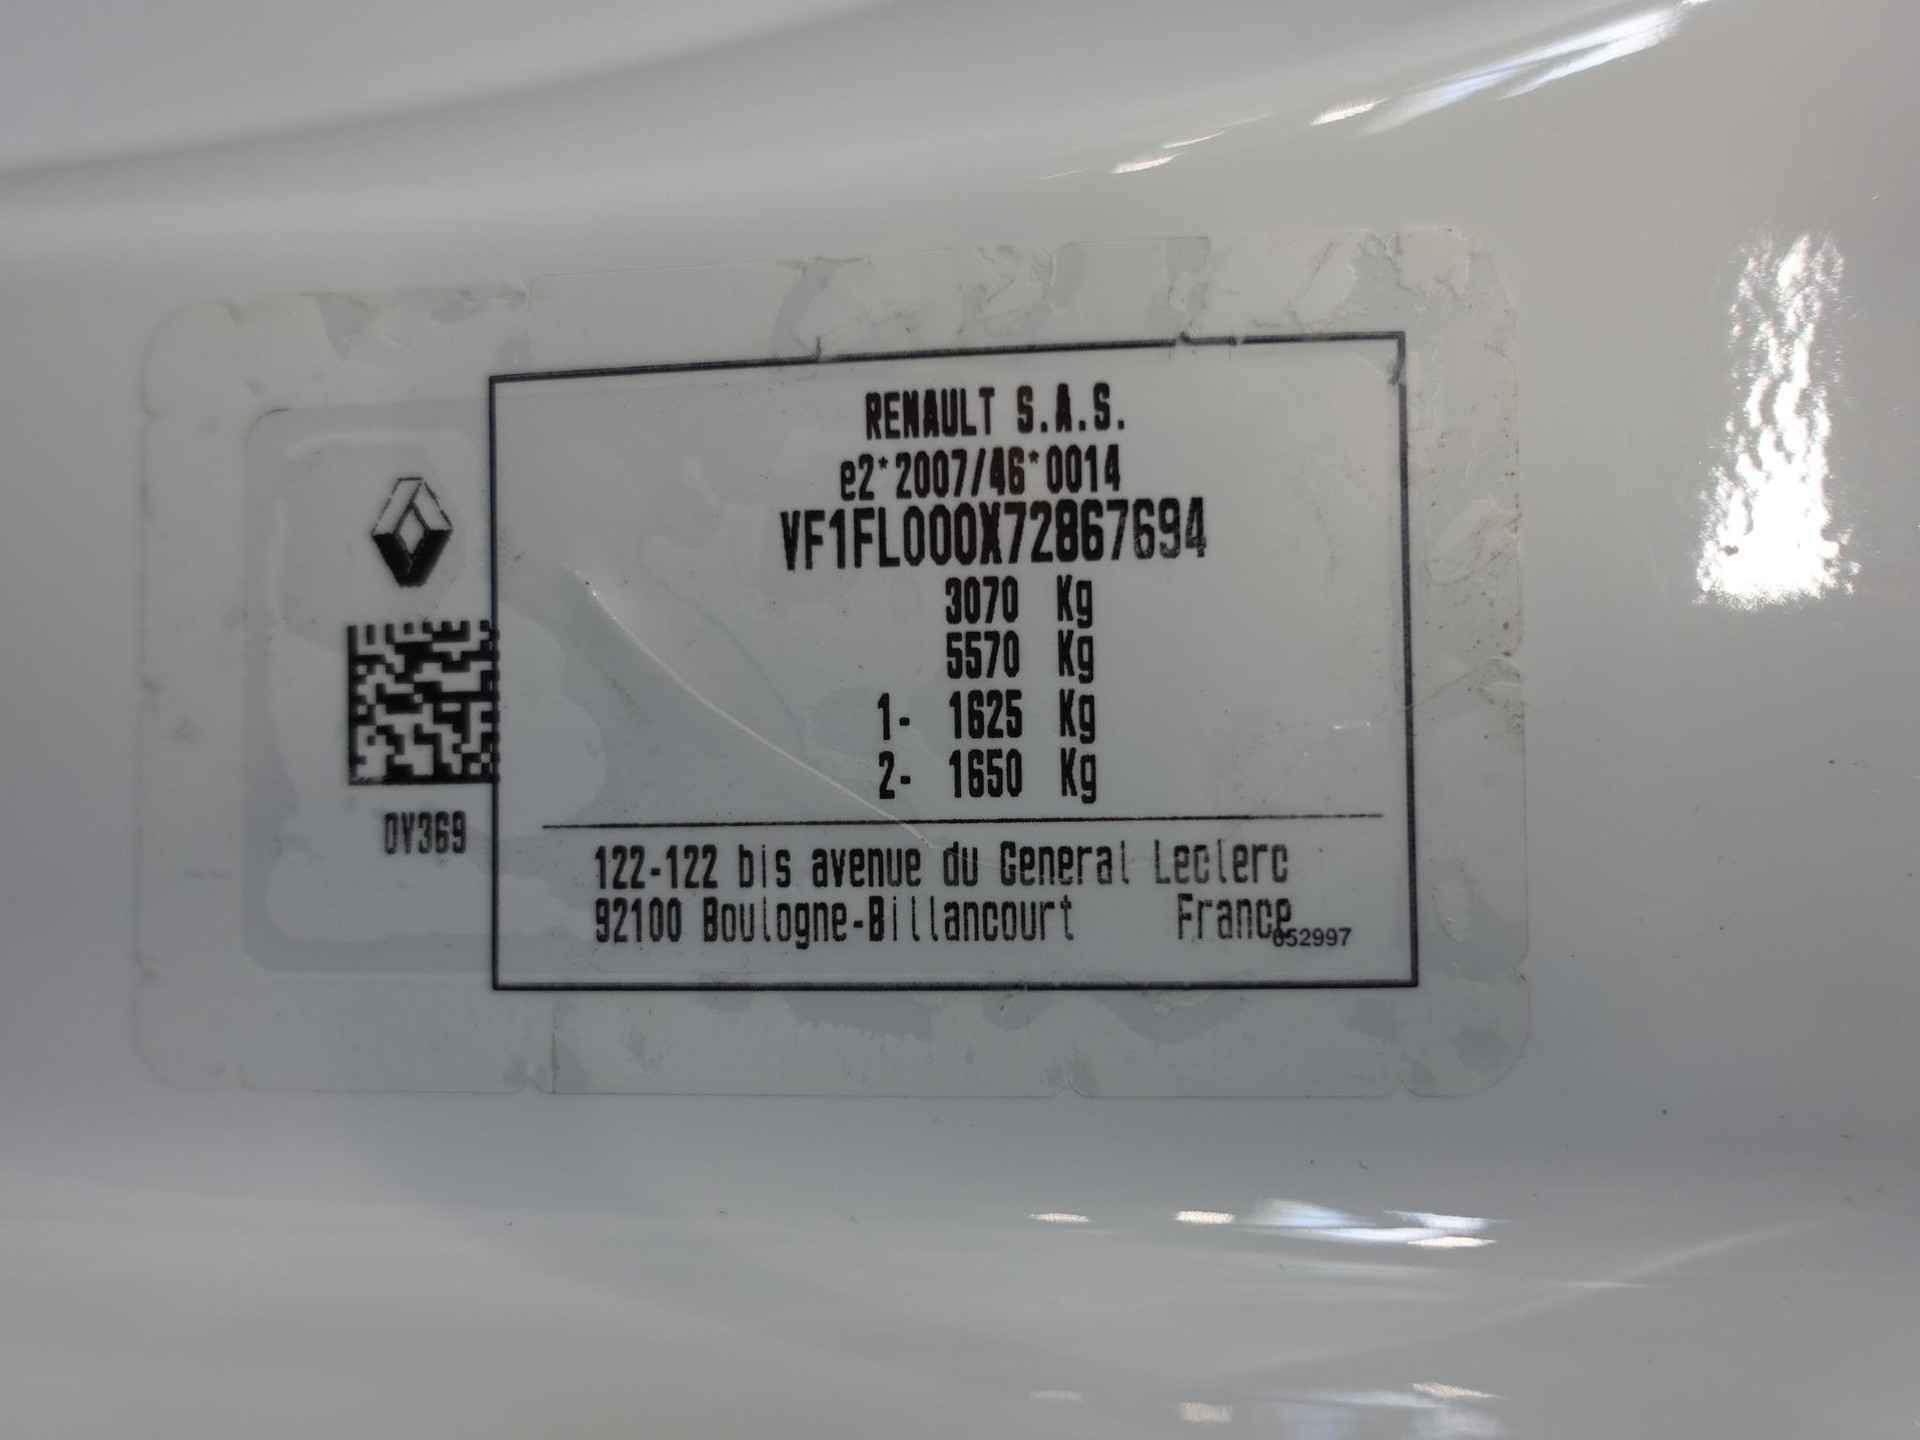 RENAULT S.A.S.
e2*2007/46*0014
VF1FL000X72867694
3070 Kg
5570 Kg
1- 1625 Kg
2- 1650 Kg
0V369
122-122 bis avenue du General Leclerc
92100 Boulogne-Billancourt France
052997